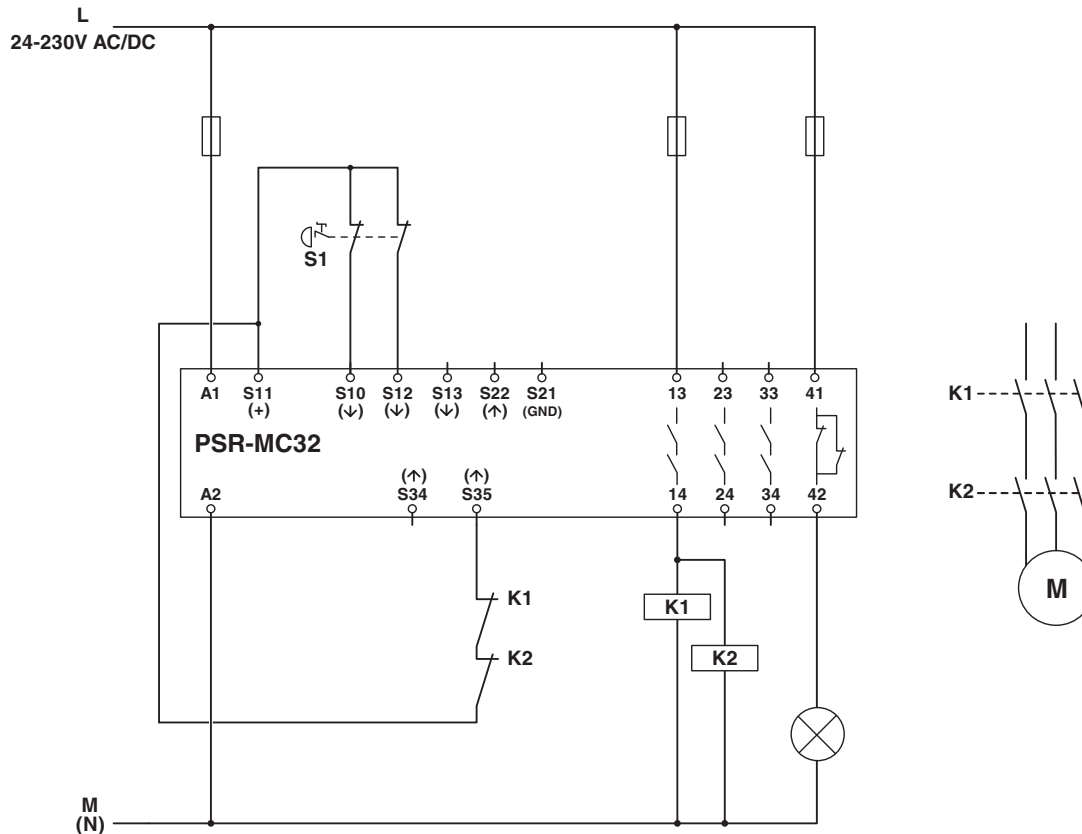 L
24-230V AC/DC
S1
A1 S11 S10 S12 S13 S22 S21 13 23 33 41
(+) (↓) (↓) (↓) (↑) (GND)
PSR-MC32
(↑) (↑)
A2 S34 S35 14 24 34 42
K1
K2
K1
K2
K1
K2
M
M
(N)